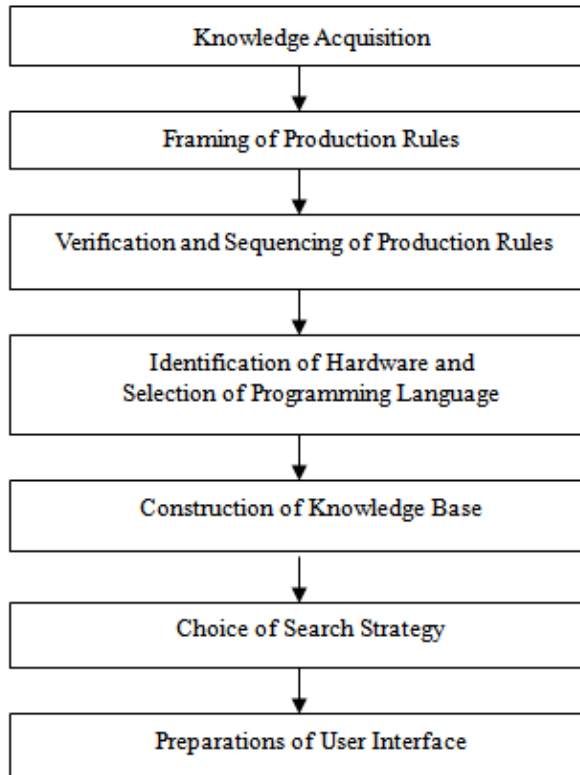 Knowledge Acquisition
Framing of Production Rules
Verification and Sequencing of Production Rules
Identification of Hardware and
Selection of Programming Language
Construction of Knowledge Base
Choice of Search Strategy
Preparations of User Interface